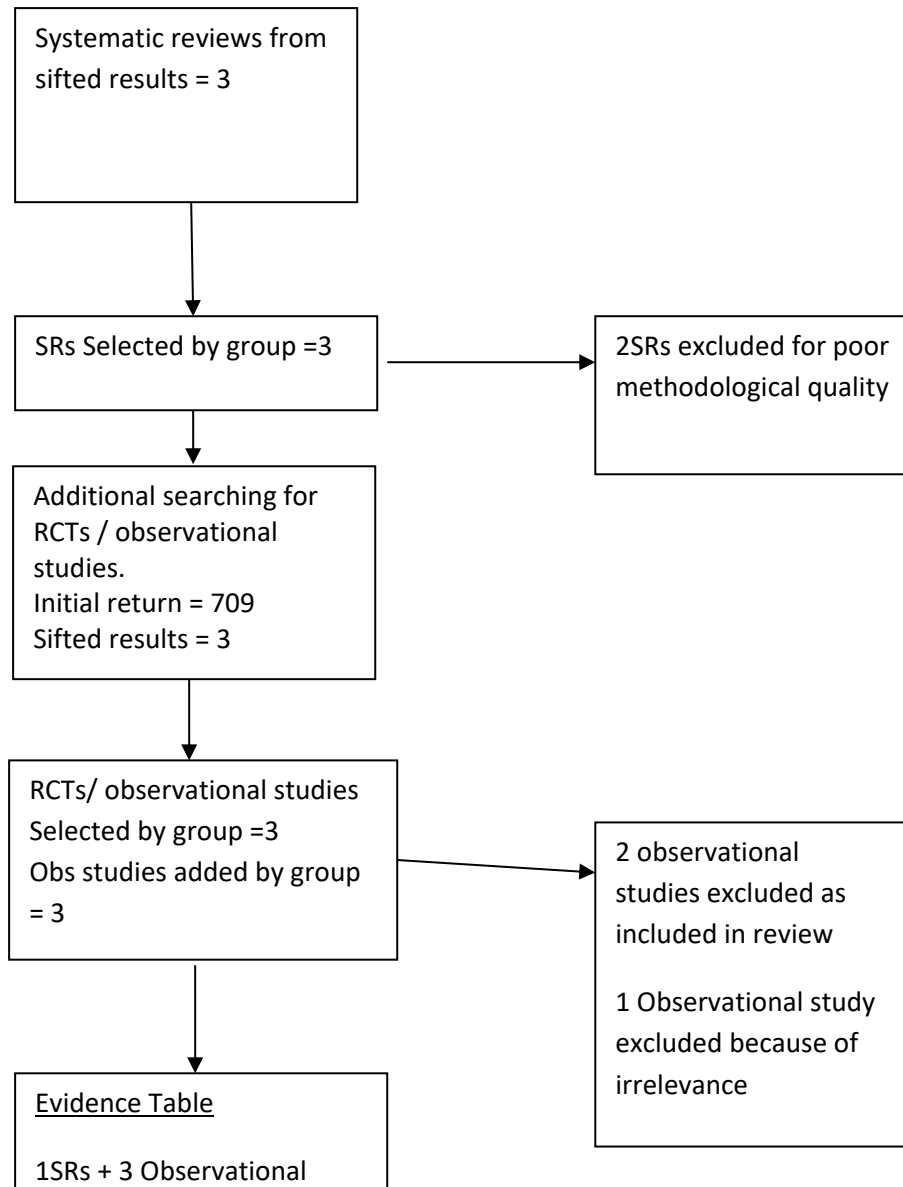 Systematic reviews from
sifted results = 3
SRs Selected by group =3
2SRs excluded for poor
methodological quality
Additional searching for
RCTs / observational
studies.
Initial return = 709
Sifted results = 3
RCTs/ observational studies
Selected by group =3
Obs studies added by group
= 3
2 observational
studies excluded as
included in review
1 Observational study
excluded because of
irrelevance
Evidence Table
1SRs + 3 Observational